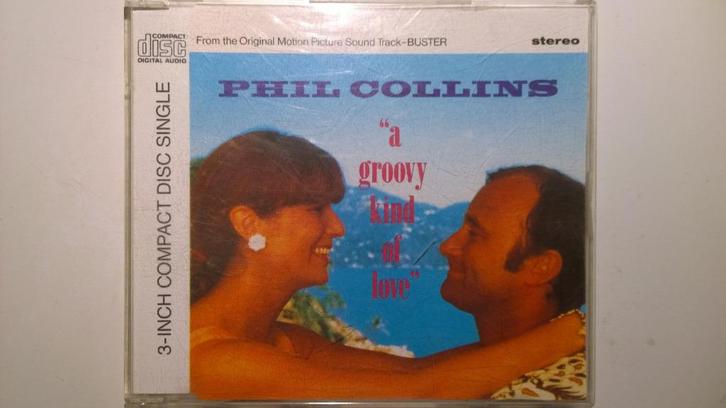 COMPACT
disc
DIGITAL AUDIO
From the Original Motion Picture Sound Track-BUSTER
stereo
3-INCH COMPACT DISC SINGLE
PHIL COLLINS
"a
groovy
kind
of
love"